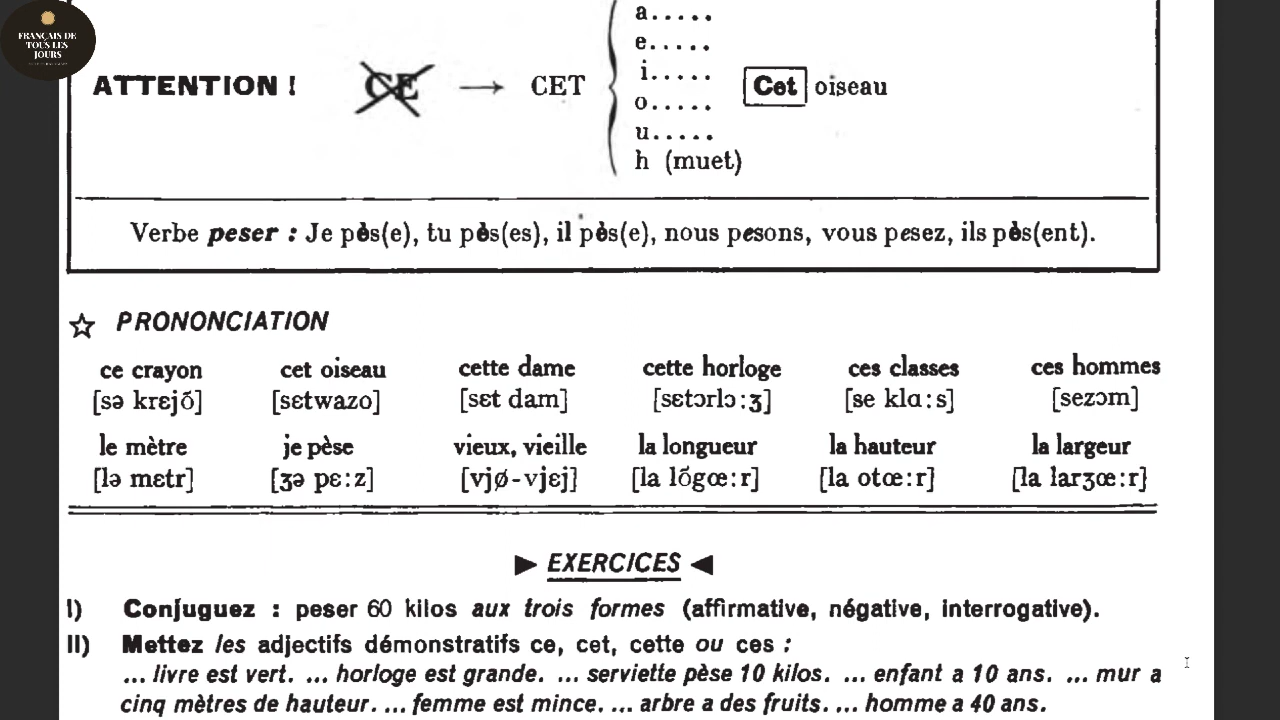 FRANÇAIS DE
TOUS LES
JOURS
a.....
e.....
i.....
ATTENTION ! CE → CET Cet oiseau
o.....
u.....
h (muet)
Verbe peser : Je pès(e), tu pès(es), il pès(e), nous pesons, vous pesez, ils pès(ent).
☆ PRONONCIATION
ce crayon cet oiseau cette dame cette horloge ces classes ces hommes
[sə krɛjɔ̃] [sɛtwazo] [sɛt dam] [sɛtɔrlɔ:ʒ] [se klɑ:s] [sezɔm]
le mètre je pèse vieux, vieille la longueur la hauteur la largeur
[lə mɛtr] [ʒə pɛ:z] [vjø-vjɛj] [la lɔ̃gœ:r] [la otœ:r] [la larʒœ:r]
► EXERCICES ◄
I) Conjuguez : peser 60 kilos aux trois formes (affirmative, négative, interrogative).
II) Mettez les adjectifs démonstratifs ce, cet, cette ou ces :
... livre est vert. ... horloge est grande. ... serviette pèse 10 kilos. ... enfant a 10 ans. ... mur a
cinq mètres de hauteur. ... femme est mince. ... arbre a des fruits. ... homme a 40 ans.